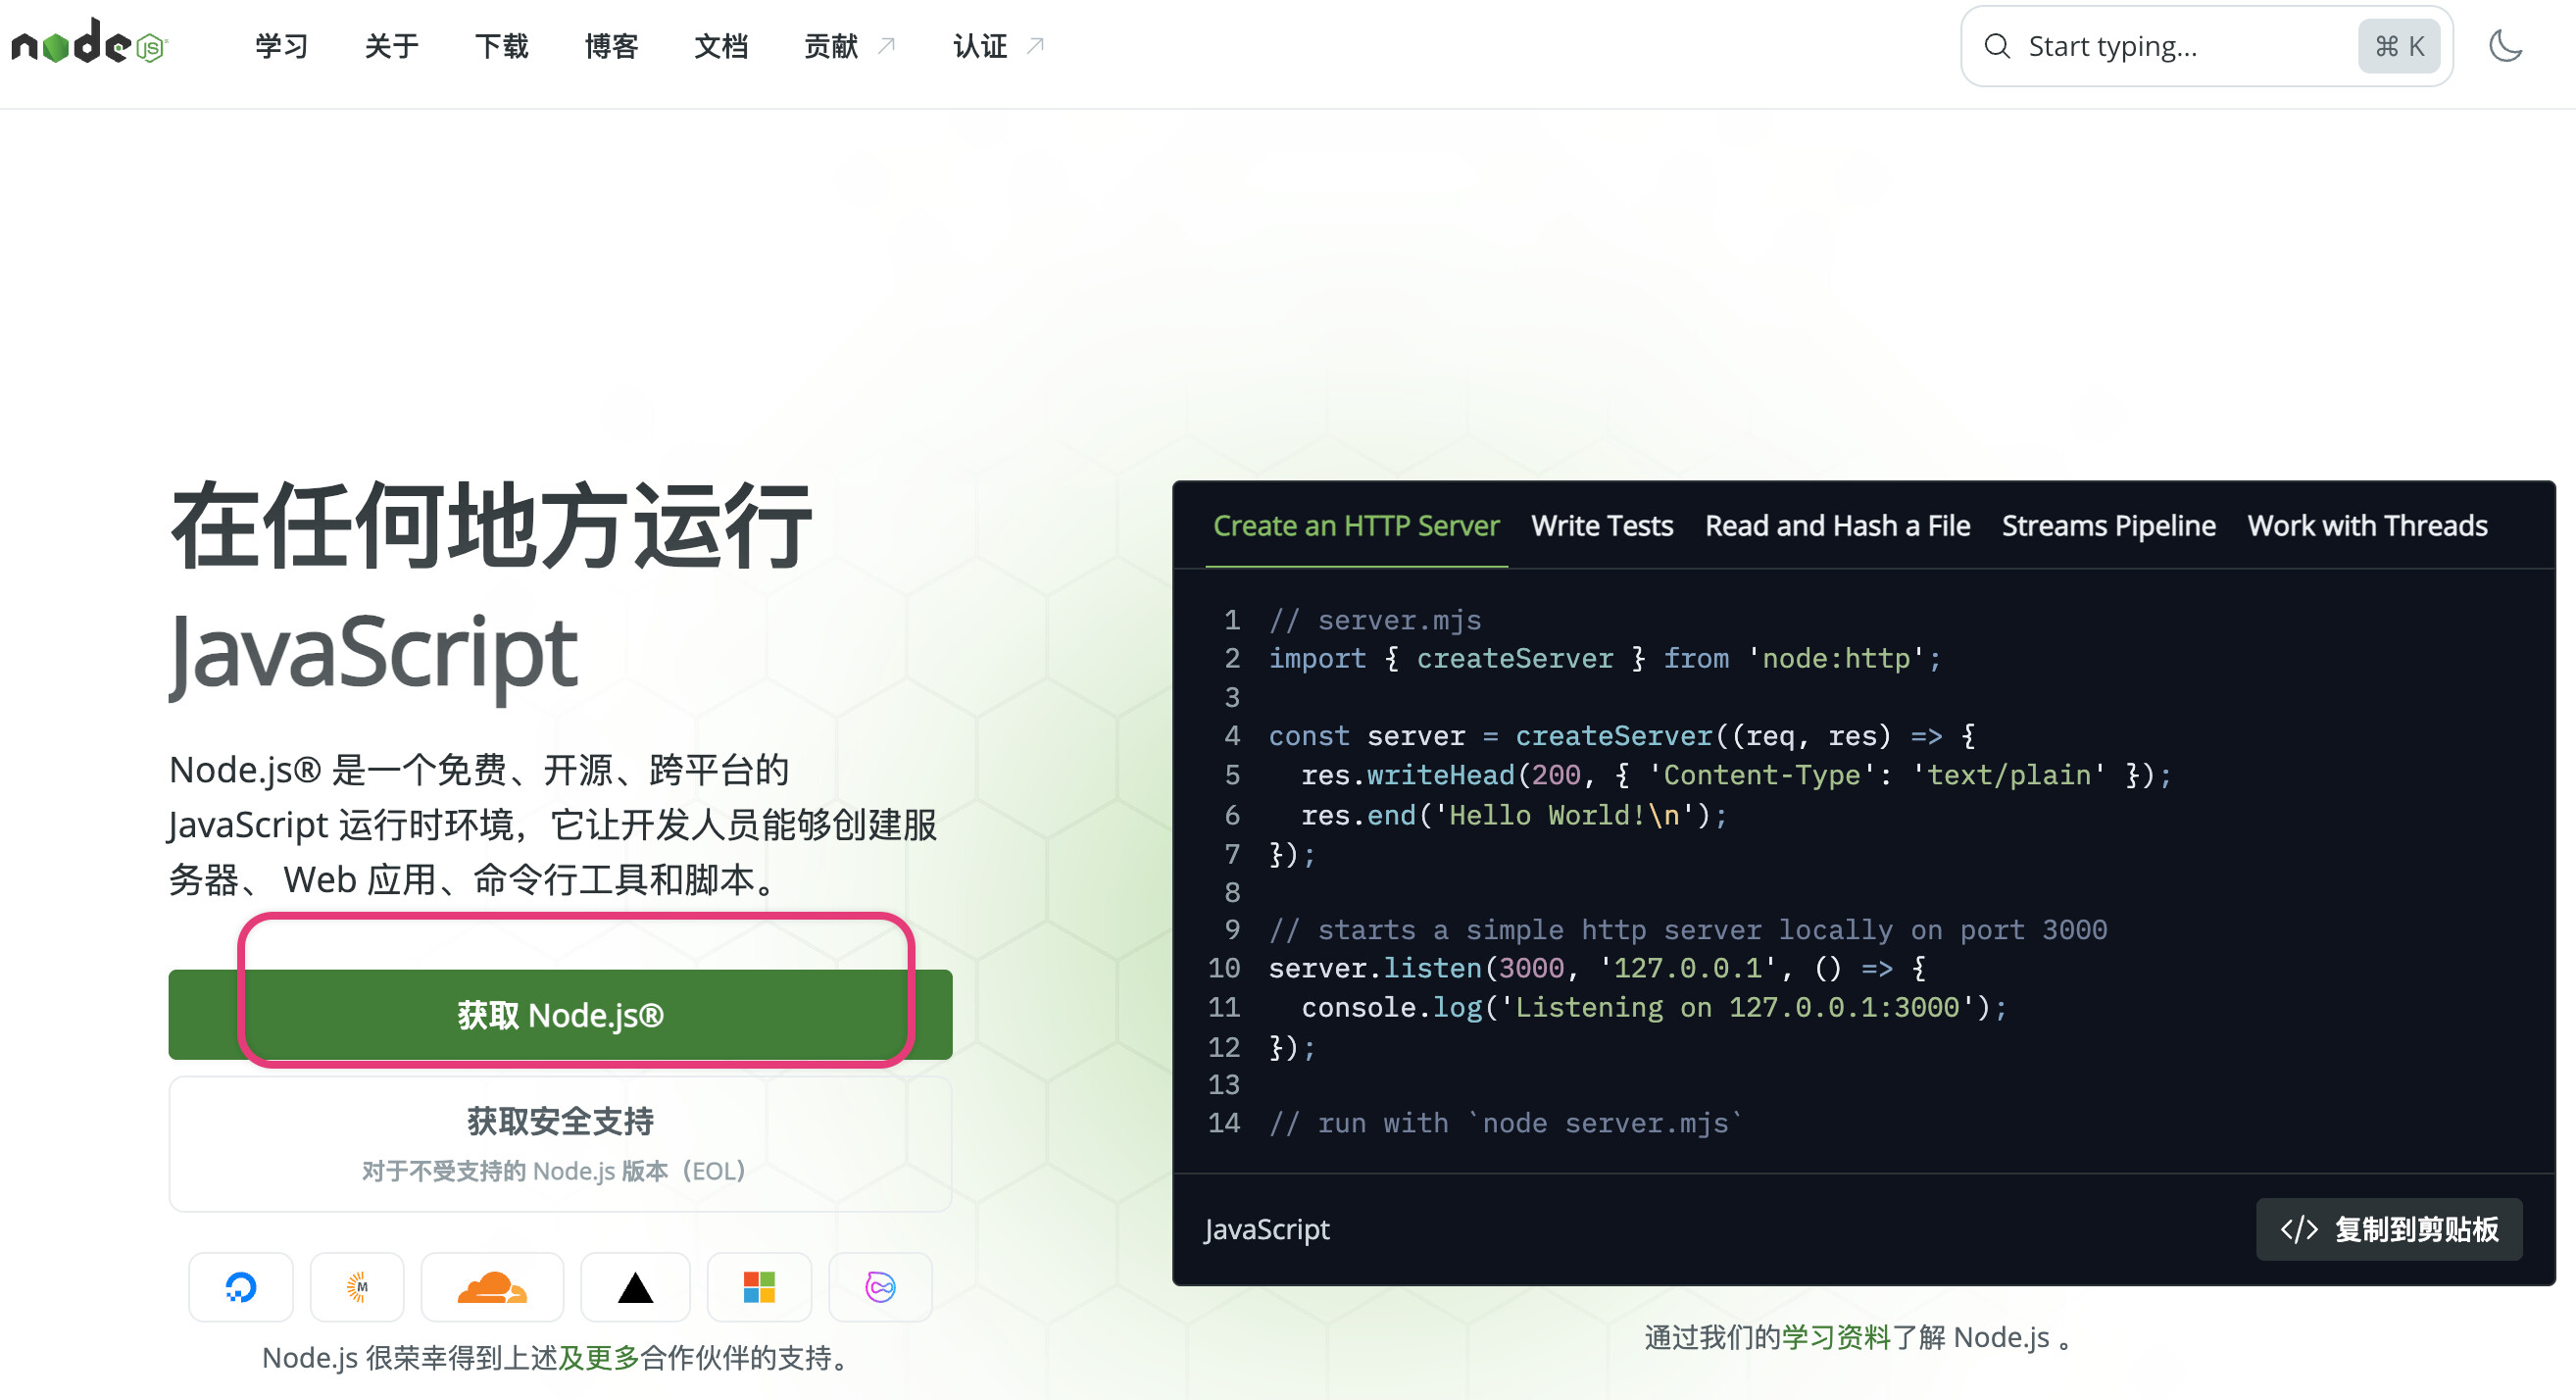 node JS
学习 关于 下载 博客 文档 贡献 认证
Start typing... ⌘ K
在任何地方运行
JavaScript
Node.js® 是一个免费、开源、跨平台的
JavaScript 运行时环境，它让开发人员能够创建服
务器、 Web 应用、命令行工具和脚本。
获取 Node.js®
获取安全支持
对于不受支持的 Node.js 版本（EOL）
M
Node.js 很荣幸得到上述及更多合作伙伴的支持。
Create an HTTP Server Write Tests Read and Hash a File Streams Pipeline Work with Threads
1 // server.mjs
2 import { createServer } from 'node:http';
3
4 const server = createServer((req, res) => {
5   res.writeHead(200, { 'Content-Type': 'text/plain' });
6   res.end('Hello World!\n');
7 });
8
9 // starts a simple http server locally on port 3000
10 server.listen(3000, '127.0.0.1', () => {
11   console.log('Listening on 127.0.0.1:3000');
12 });
13
14 // run with `node server.mjs`
JavaScript
</> 复制到剪贴板
通过我们的学习资料了解 Node.js 。